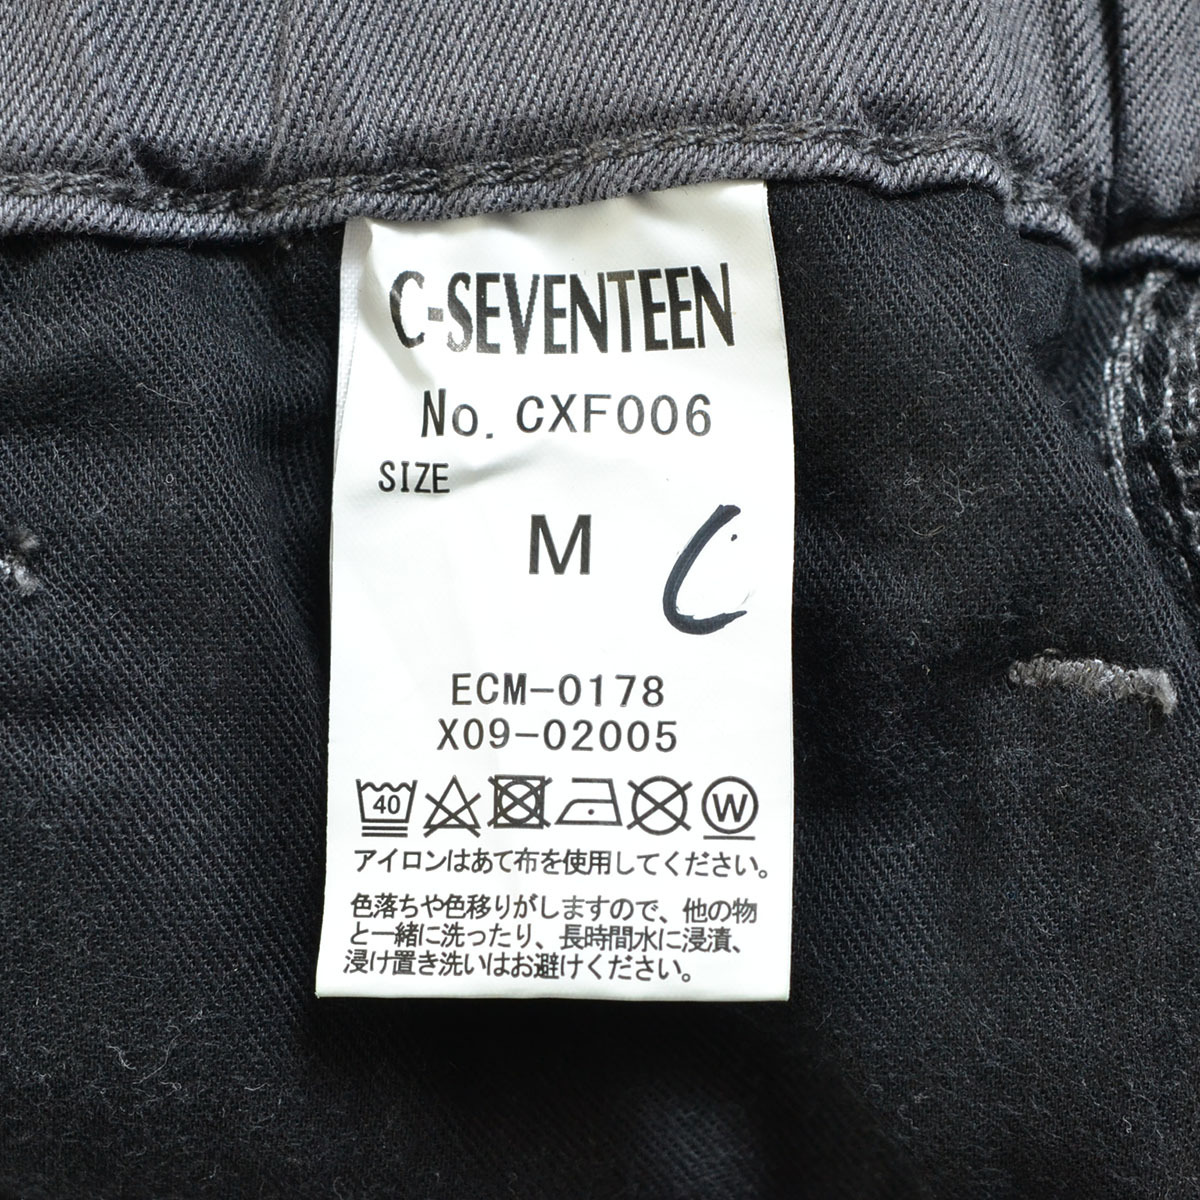 C-SEVENTEEN
No. CXF006
SIZE
M
C
ECM-0178
X09-02005
40 W
アイロンはあて布を使用してください。
色落ちや色移りがしますので、他の物
と一緒に洗ったり、長時間水に浸漬、
浸け置き洗いはお避けください。